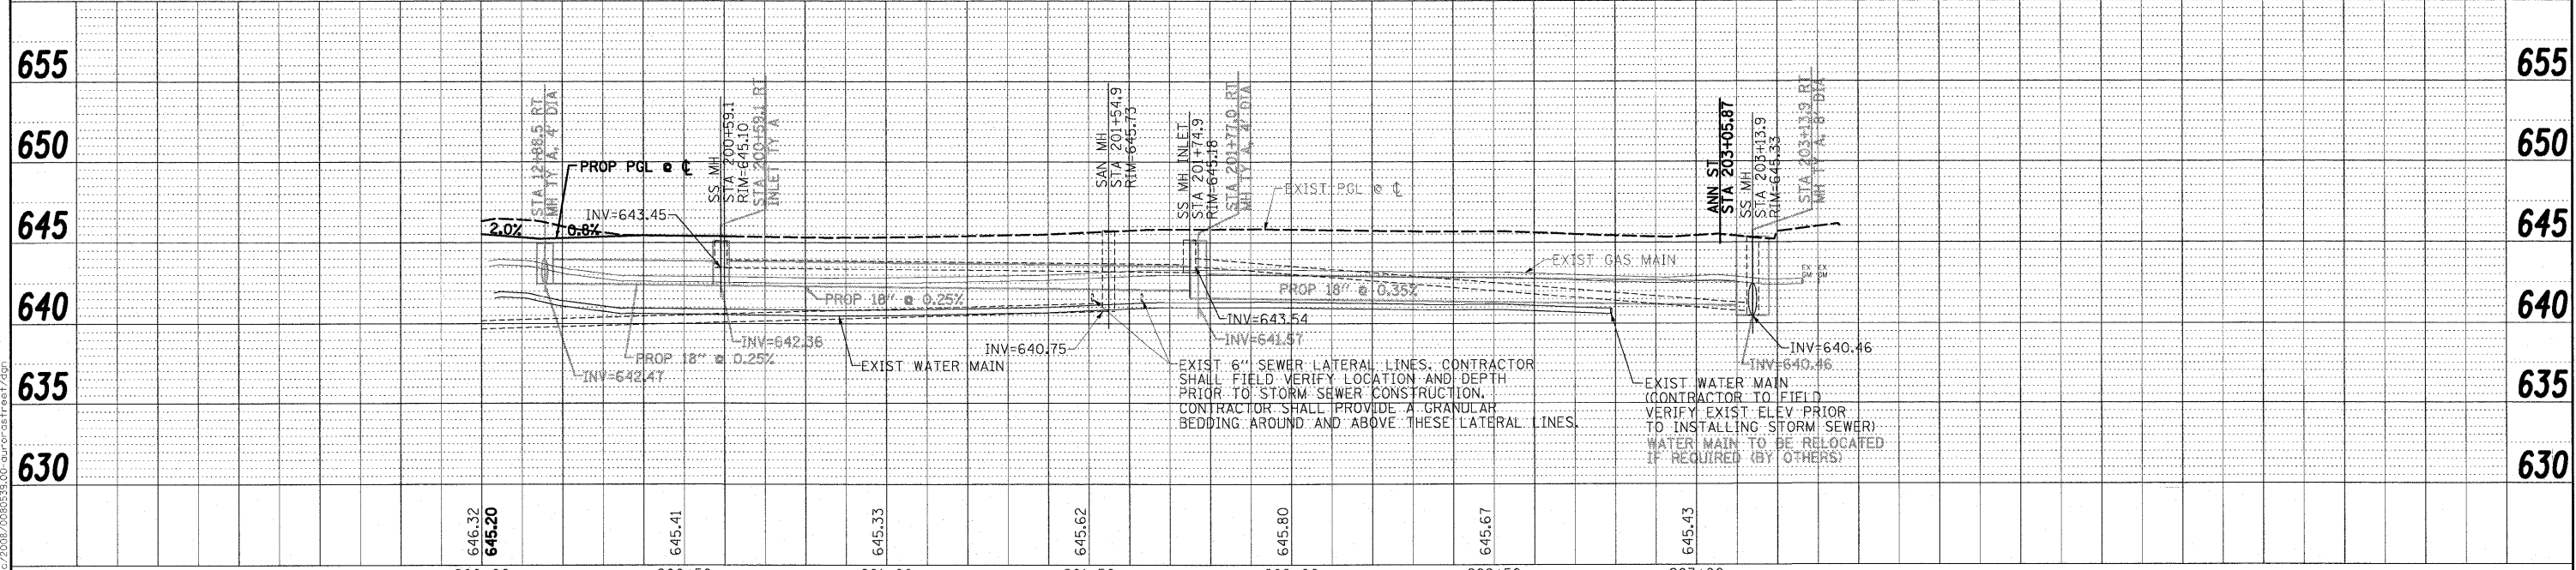 655
655
650
650
645
645
640
640
635
635
630
630
STA 12+88.5 RT
MH TY A, 4' DIA
PROP PGL @ ℄
2.0%
0.8%
INV=643.45
SS MH
STA 200+59.1
RIM=645.10
STA 200+59.1 RT
INLET TY A
SAN MH
STA 201+54.9
RIM=645.73
SS MH INLET
STA 201+74.9
RIM=645.18
STA 201+77.0 RT
MH TY A, 4' DIA
EXIST PGL @ ℄
ANN ST
STA 203+05.87
SS MH
STA 203+13.9
RIM=645.33
STA 203+13.9 RT
MH TY A, 8' DIA
EXIST GAS MAIN
EX GM
EX GM
PROP 18" @ 0.25%
PROP 18" @ 0.35%
INV=642.36
PROP 18" @ 0.25%
INV=642.47
EXIST WATER MAIN
INV=640.75
INV=643.54
INV=641.57
EXIST 6" SEWER LATERAL LINES. CONTRACTOR
SHALL FIELD VERIFY LOCATION AND DEPTH
PRIOR TO STORM SEWER CONSTRUCTION.
CONTRACTOR SHALL PROVIDE A GRANULAR
BEDDING AROUND AND ABOVE THESE LATERAL LINES.
INV=640.46
INV=640.46
EXIST WATER MAIN
(CONTRACTOR TO FIELD
VERIFY EXIST ELEV PRIOR
TO INSTALLING STORM SEWER)
WATER MAIN TO BE RELOCATED
IF REQUIRED (BY OTHERS)
646.32
645.20
645.41
645.33
645.62
645.80
645.67
645.43